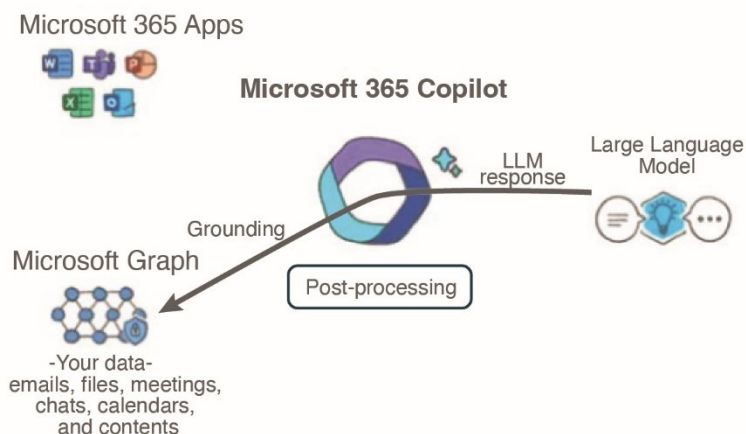 Microsoft 365 Apps
W
T
P
X
O
Microsoft 365 Copilot
LLM
response
Large Language
Model
Grounding
Microsoft Graph
Post-processing
-Your data-
emails, files, meetings,
chats, calendars,
and contents